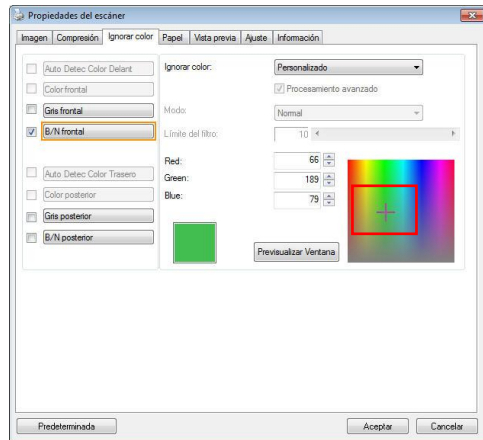 Propiedades del escáner
Imagen Compresión Ignorar color Papel Vista previa Ajuste Información
Auto Detec Color Delant
Color frontal
Gris frontal
B/N frontal
Auto Detec Color Trasero
Color posterior
Gris posterior
B/N posterior
Ignorar color: Personalizado
Procesamiento avanzado
Modo: Normal
Límite del filtro: 10
Red: 66
Green: 189
Blue: 79
Previsualizar Ventana
Predeterminada Aceptar Cancelar